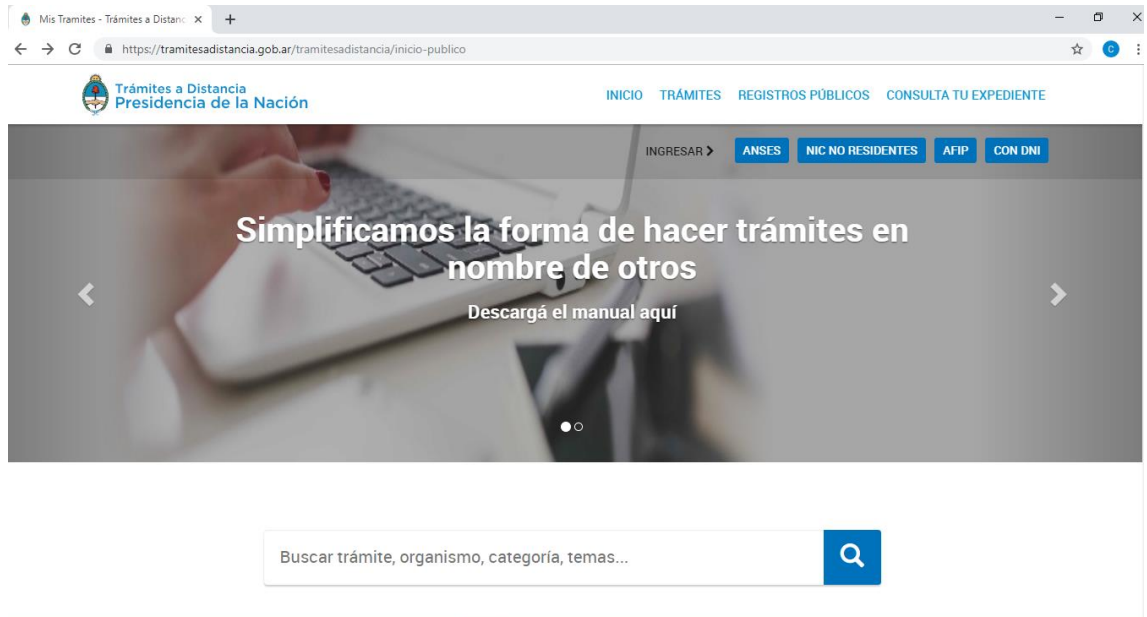 Mis Tramites - Trámites a Distanc
https://tramitesadistancia.gob.ar/tramitesadistancia/inicio-publico
C
Trámites a Distancia
Presidencia de la Nación
INICIO TRÁMITES REGISTROS PÚBLICOS CONSULTA TU EXPEDIENTE
INGRESAR ANSES NIC NO RESIDENTES AFIP CON DNI
Simplificamos la forma de hacer trámites en
nombre de otros
Descargá el manual aquí
Buscar trámite, organismo, categoría, temas...